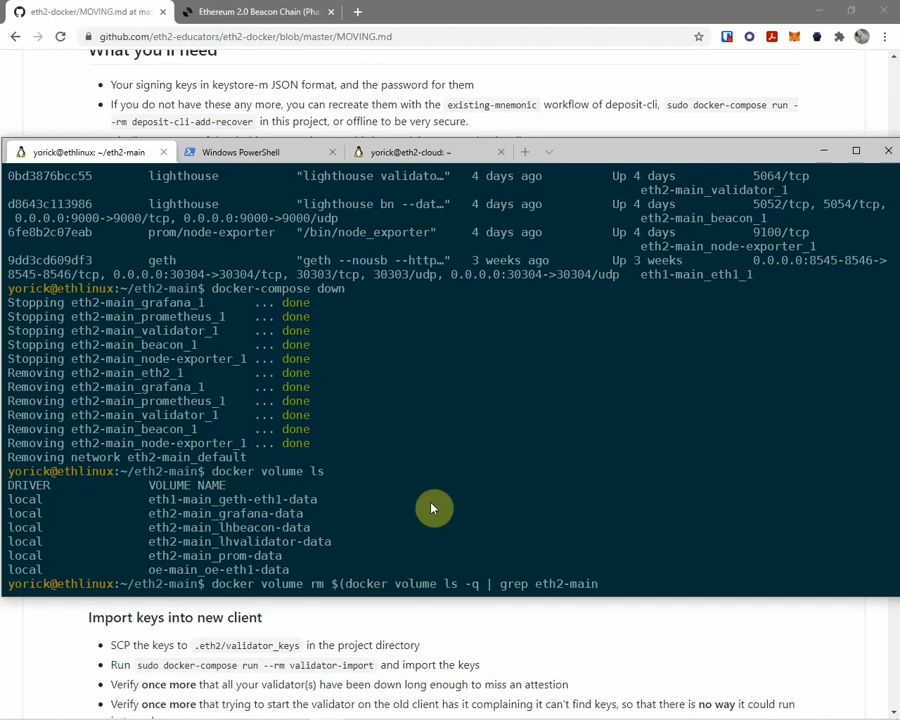 eth2-docker/MOVING.md at ma
Ethereum 2.0 Beacon Chain (Pha
github.com/eth2-educators/eth2-docker/blob/master/MOVING.md
What you'll need
Your signing keys in keystore-m JSON format, and the password for them
If you do not have these any more, you can recreate them with the existing-mnemonic workflow of deposit-cli, sudo docker-compose run -
-rm deposit-cli-add-recover in this project, or offline to be very secure.
yorick@ethlinux: ~/eth2-main
Windows PowerShell
yorick@eth2-cloud: ~
0bd3876bcc55 lighthouse "lighthouse validato…" 4 days ago Up 4 days 5064/tcp
eth2-main_validator_1
d8643c113986 lighthouse "lighthouse bn --dat… 4 days ago Up 4 days 5052/tcp, 5054/tcp,
0.0.0.0:9000->9000/tcp, 0.0.0.0:9000->9000/udp eth2-main_beacon_1
6fe8b2c07eab prom/node-exporter "/bin/node_exporter" 4 days ago Up 4 days 9100/tcp
eth2-main_node-exporter_1
9dd3cd609df3 geth "geth --nousb --http…" 3 weeks ago Up 3 weeks 0.0.0.0:8545-8546->
8545-8546/tcp, 0.0.0.0:30304->30304/tcp, 30303/tcp, 30303/udp, 0.0.0.0:30304->30304/udp eth1-main_eth1_1
yorick@ethlinux:~/eth2-main$ docker-compose down
Stopping eth2-main_grafana_1 ... done
Stopping eth2-main_prometheus_1 ... done
Stopping eth2-main_validator_1 ... done
Stopping eth2-main_beacon_1 ... done
Stopping eth2-main_node-exporter_1 ... done
Removing eth2-main_eth2_1 ... done
Removing eth2-main_grafana_1 ... done
Removing eth2-main_prometheus_1 ... done
Removing eth2-main_validator_1 ... done
Removing eth2-main_beacon_1 ... done
Removing eth2-main_node-exporter_1 ... done
Removing network eth2-main_default
yorick@ethlinux:~/eth2-main$ docker volume ls
DRIVER VOLUME NAME
local eth1-main_geth-eth1-data
local eth2-main_grafana-data
local eth2-main_lhbeacon-data
local eth2-main_lhvalidator-data
local eth2-main_prom-data
local oe-main_oe-eth1-data
yorick@ethlinux:~/eth2-main$ docker volume rm $(docker volume ls -q | grep eth2-main
Import keys into new client
SCP the keys to .eth2/validator_keys in the project directory
Run sudo docker-compose run --rm validator-import and import the keys
Verify once more that all your validator(s) have been down long enough to miss an attention
Verify once more that trying to start the validator on the old client has it complaining it can't find keys, so that there is no way it could run